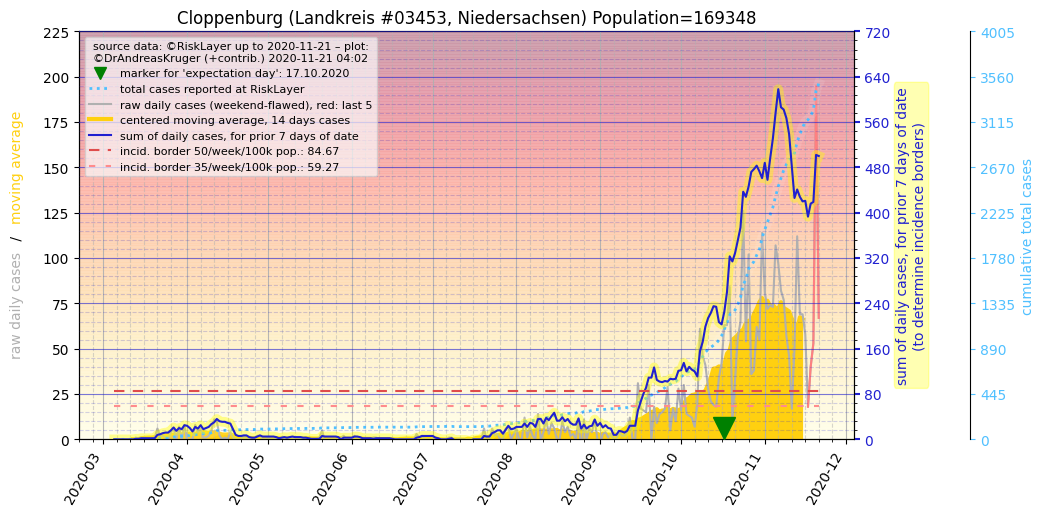 Cloppenburg (Landkreis #03453, Niedersachsen) Population=169348
source data: ©RiskLayer up to 2020-11-21 – plot:
©DrAndreasKruger (+contrib.) 2020-11-21 04:02
marker for 'expectation day': 17.10.2020
total cases reported at RiskLayer
raw daily cases (weekend-flawed), red: last 5
centered moving average, 14 days cases
sum of daily cases, for prior 7 days of date
incid. border 50/week/100k pop.: 84.67
incid. border 35/week/100k pop.: 59.27
raw daily cases / moving average
225
200
175
150
125
100
75
50
25
0
720
640
560
480
400
320
240
160
80
0
sum of daily cases, for prior 7 days of date
(to determine incidence borders)
4005
3560
3115
2670
2225
1780
1335
890
445
0
cumulative total cases
2020-03
2020-04
2020-05
2020-06
2020-07
2020-08
2020-09
2020-10
2020-11
2020-12